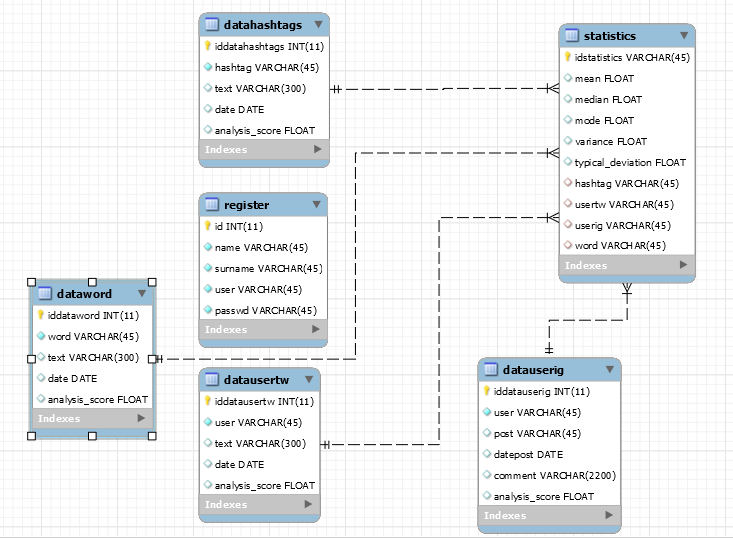 datahashtags
iddatahashtags INT(11)
hashtag VARCHAR(45)
text VARCHAR(300)
date DATE
analysis_score FLOAT
Indexes
statistics
idstatistics VARCHAR(45)
mean FLOAT
median FLOAT
mode FLOAT
variance FLOAT
typical_deviation FLOAT
hashtag VARCHAR(45)
usertw VARCHAR(45)
userig VARCHAR(45)
word VARCHAR(45)
Indexes
register
id INT(11)
name VARCHAR(45)
surname VARCHAR(45)
user VARCHAR(45)
passwd VARCHAR(45)
Indexes
dataword
iddataword INT(11)
word VARCHAR(45)
text VARCHAR(300)
date DATE
analysis_score FLOAT
Indexes
datausertw
iddatausertw INT(11)
user VARCHAR(45)
text VARCHAR(300)
date DATE
analysis_score FLOAT
Indexes
datauserig
iddatauserig INT(11)
user VARCHAR(45)
post VARCHAR(45)
datepost DATE
comment VARCHAR(2200)
analysis_score FLOAT
Indexes